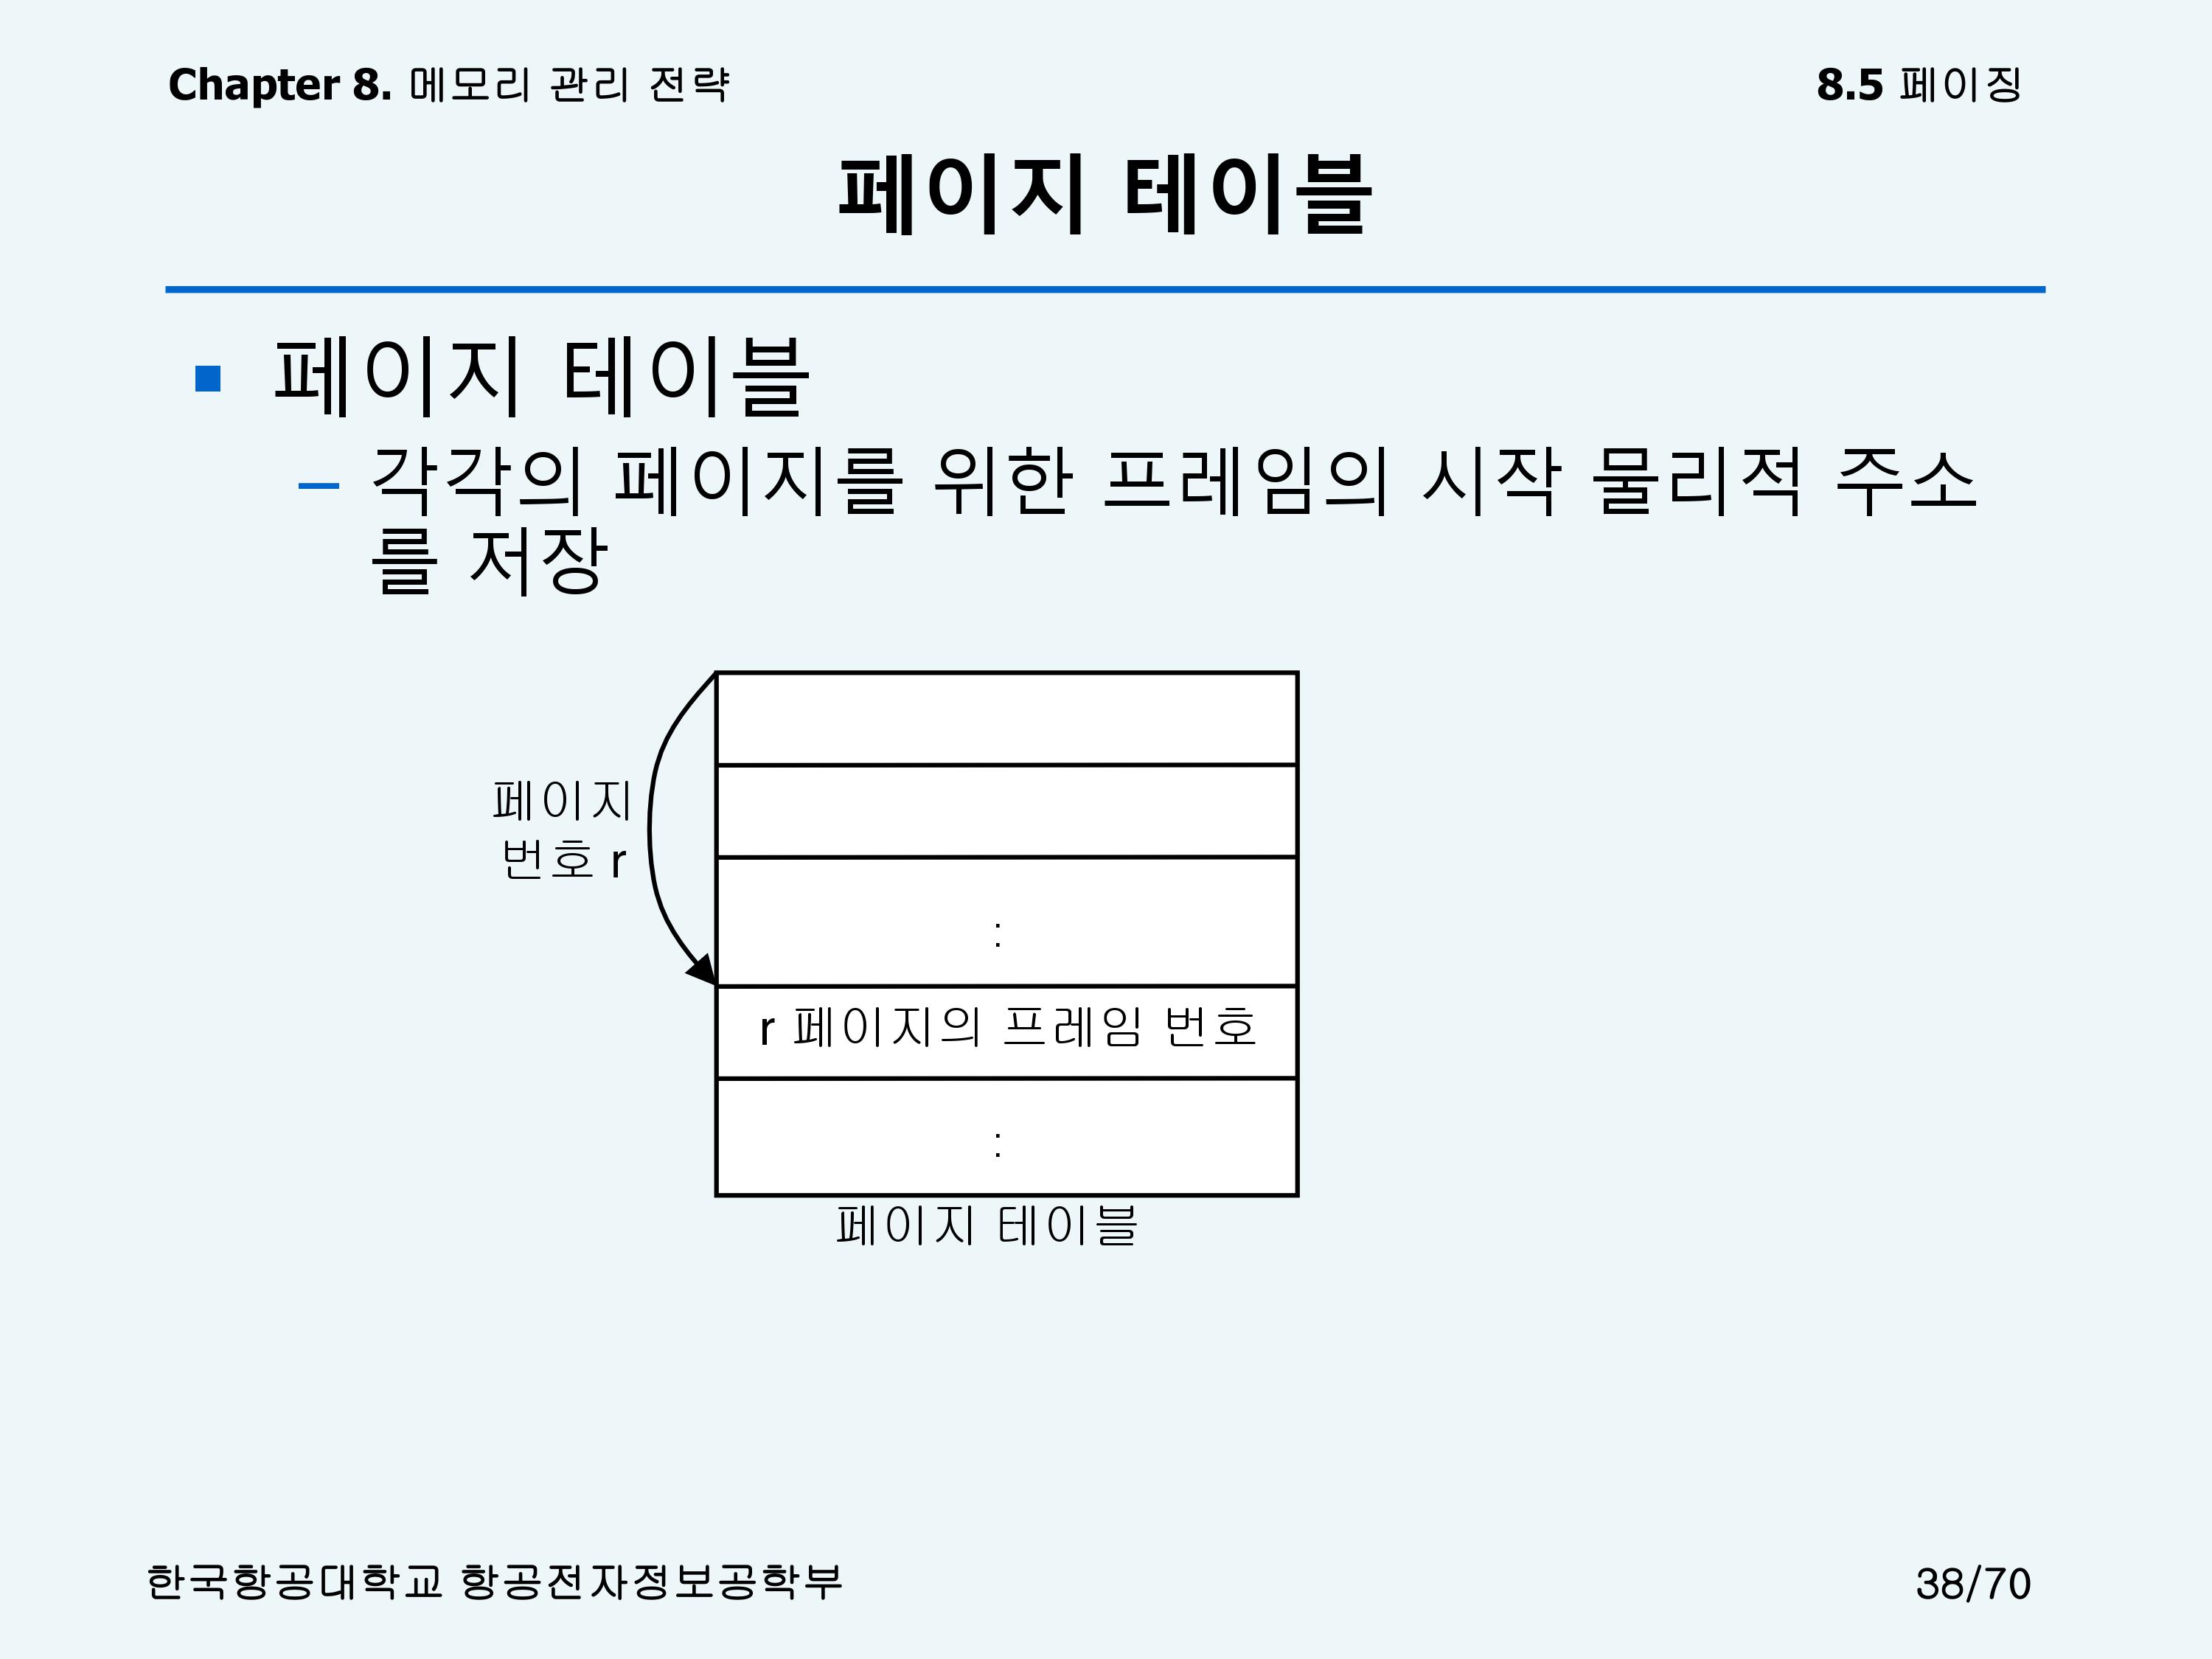 Chapter 8. 메모리 관리 전략
8.5 페이징
페이지 테이블
▪ 페이지 테이블
– 각각의 페이지를 위한 프레임의 시작 물리적 주소
를 저장
페이지
번호 r
:
r 페이지의 프레임 번호
:
페이지 테이블
한국항공대학교 항공전자정보공학부
38/70